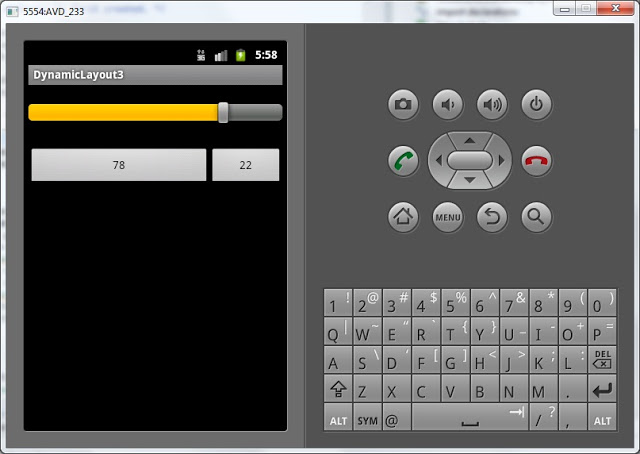 5554:AVD_233
3G 5:58
DynamicLayout3
78 22
MENU
1 ! 2 @ 3 # 4 $ 5 % 6 ^ 7 & 8 * 9 ( 0 )
Q | W ~ E " R ` T { Y } U _ I - O + P =
A S \ D ' F [ G ] H < J > K ; L : DEL
Z X C V B N M .
ALT SYM @ / ? , ALT